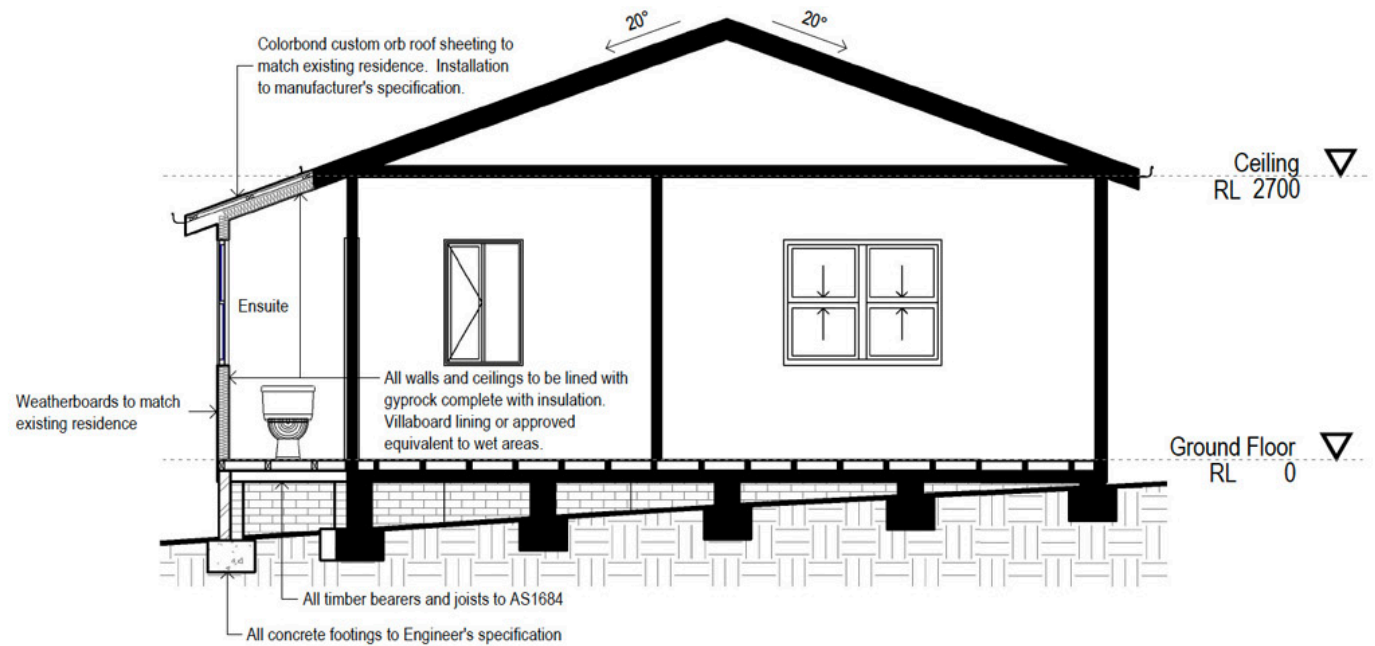 20°
20°
Colorbond custom orb roof sheeting to
match existing residence. Installation
to manufacturer's specification.
Ceiling
RL 2700
Ensuite
All walls and ceilings to be lined with
gyprock complete with insulation.
Villaboard lining or approved
equivalent to wet areas.
Weatherboards to match
existing residence
Ground Floor
RL 0
All timber bearers and joists to AS1684
All concrete footings to Engineer's specification